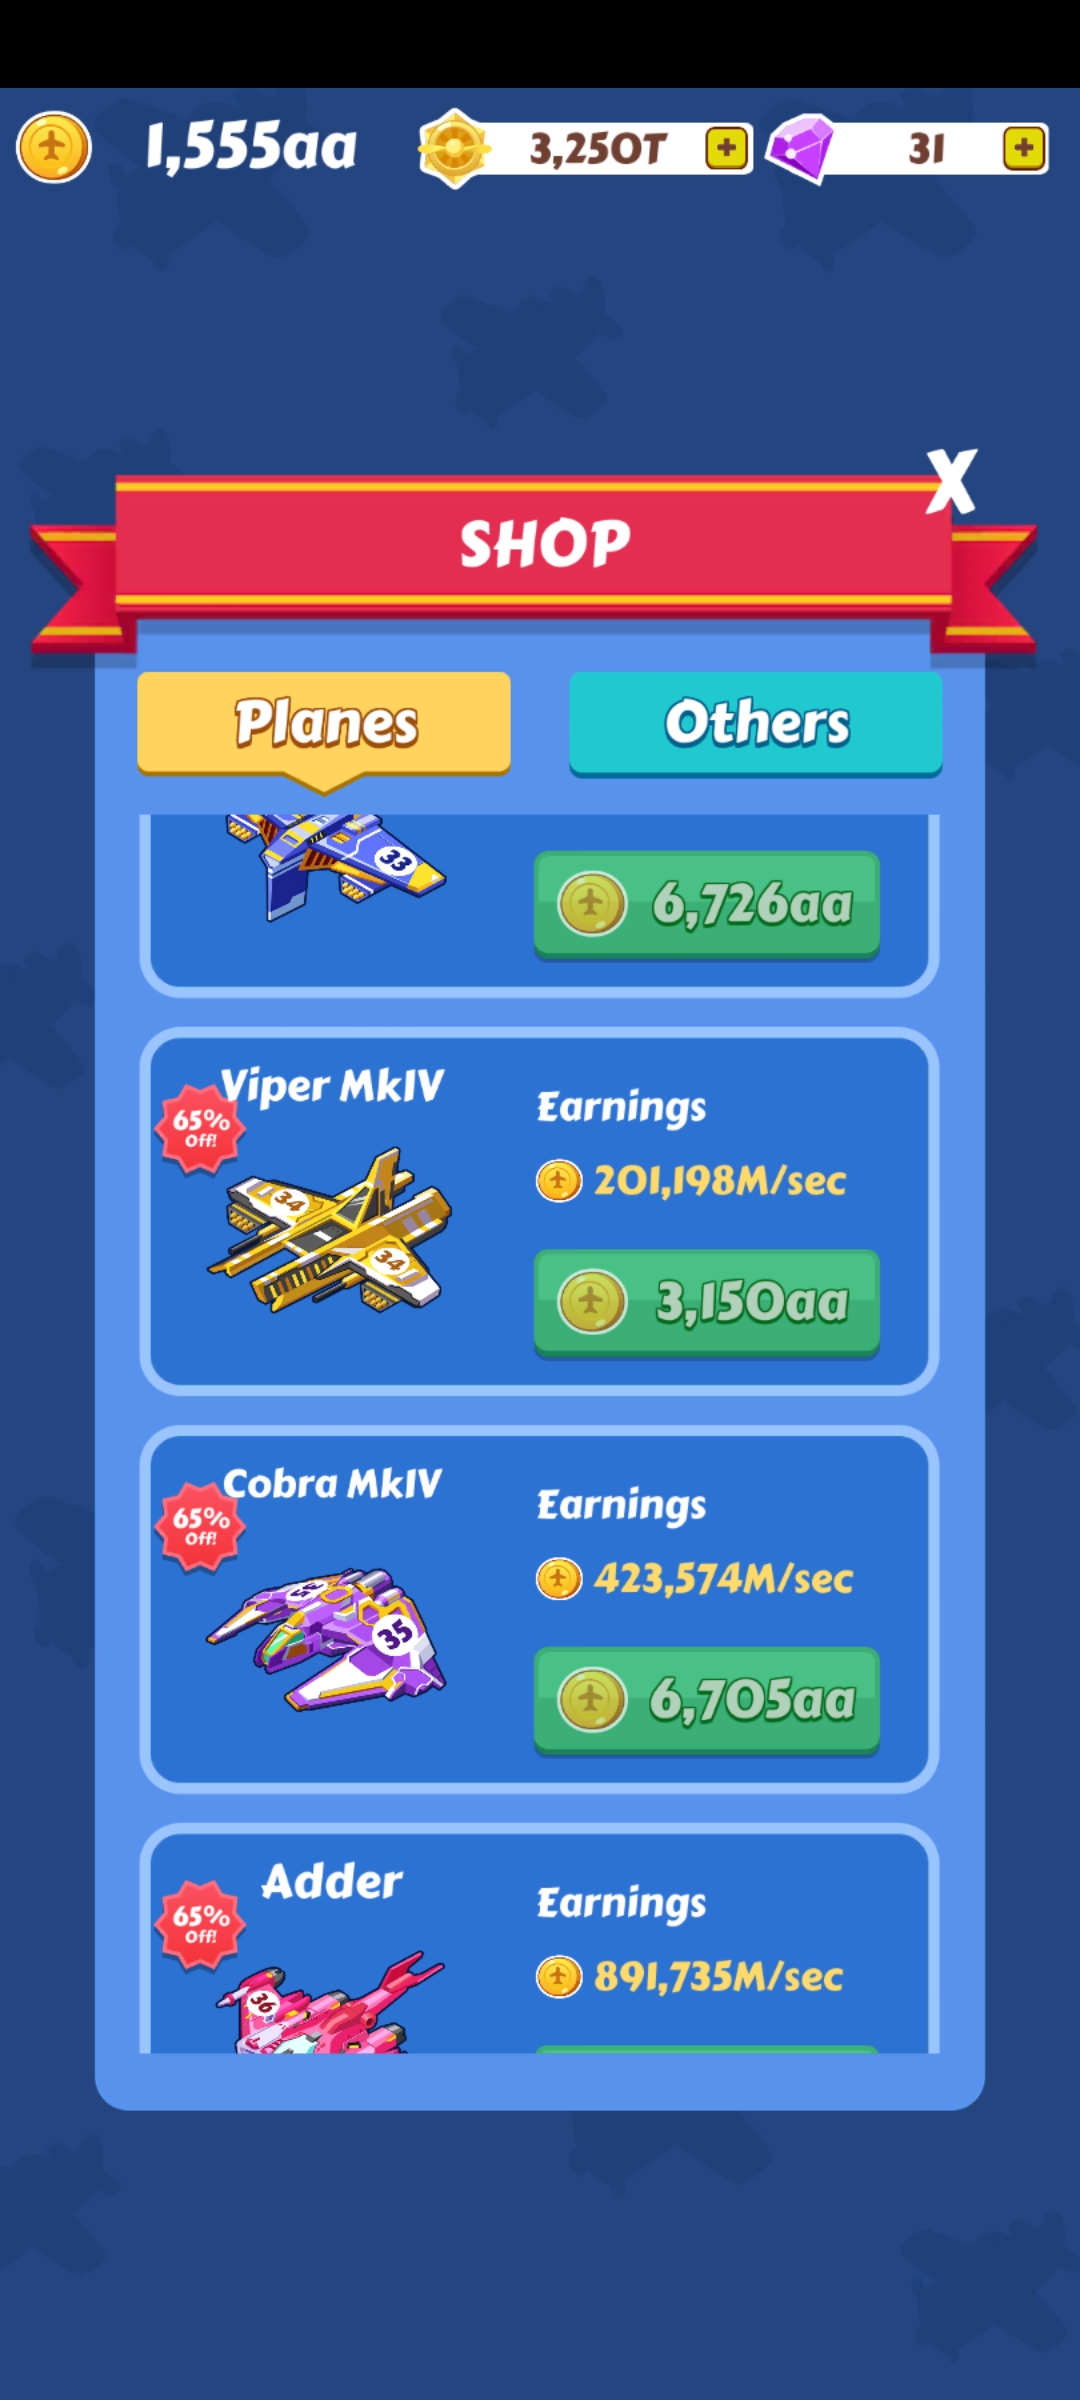 1,555aa
3,250T
31
X
SHOP
Planes
Others
33
6,726aa
Viper MkIV
65%
Off!
Earnings
201,198M/sec
34
34
3,150aa
Cobra MkIV
65%
Off!
Earnings
423,574M/sec
35
35
6,705aa
Adder
65%
Off!
Earnings
891,735M/sec
36